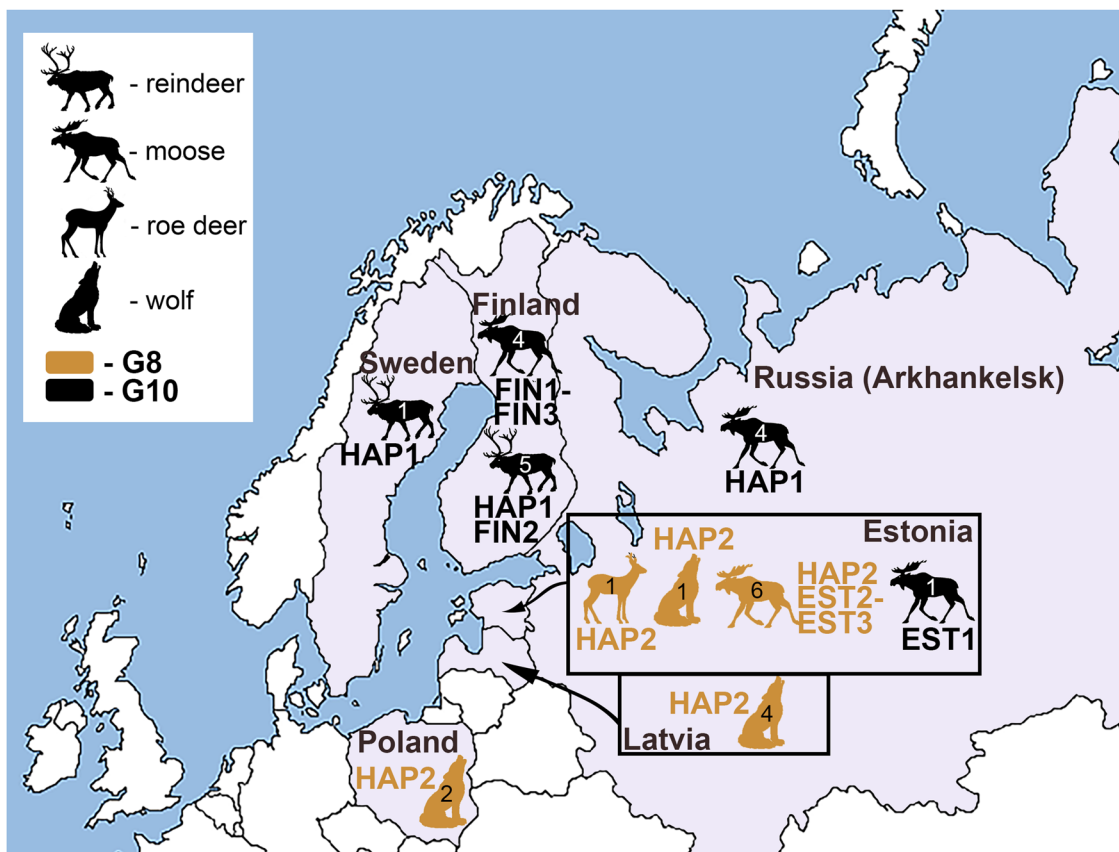 - reindeer
- moose
- roe deer
- wolf
- G8
- G10
Finland
4
FIN1-
FIN3
Sweden
1
HAP1
5
HAP1
FIN2
Russia (Arkhankelsk)
4
HAP1
Estonia
1
HAP2
HAP2
1
6
HAP2
EST2-
EST3
1
EST1
HAP2
4
Latvia
Poland
HAP2
2